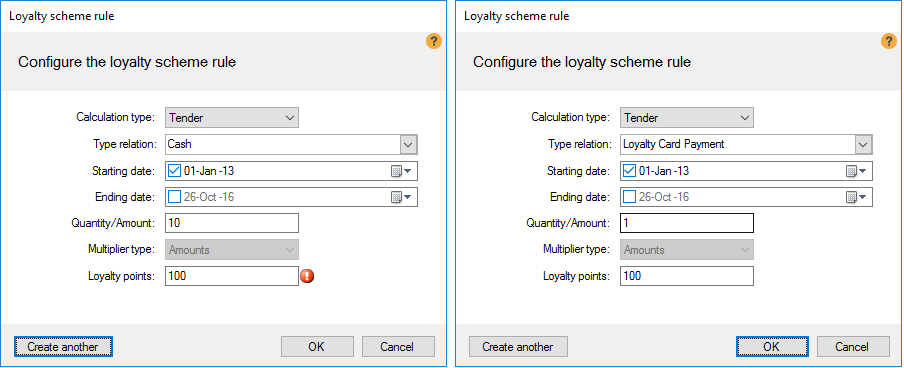 Loyalty scheme rule
?
Configure the loyalty scheme rule
Calculation type: Tender
Type relation: Cash
Starting date: 01-Jan -13
Ending date: 26-Oct -16
Quantity/Amount: 10
Multiplier type: Amounts
Loyalty points: 100
Create another OK Cancel
Loyalty scheme rule
?
Configure the loyalty scheme rule
Calculation type: Tender
Type relation: Loyalty Card Payment
Starting date: 01-Jan -13
Ending date: 26-Oct -16
Quantity/Amount: 1
Multiplier type: Amounts
Loyalty points: 100
Create another OK Cancel